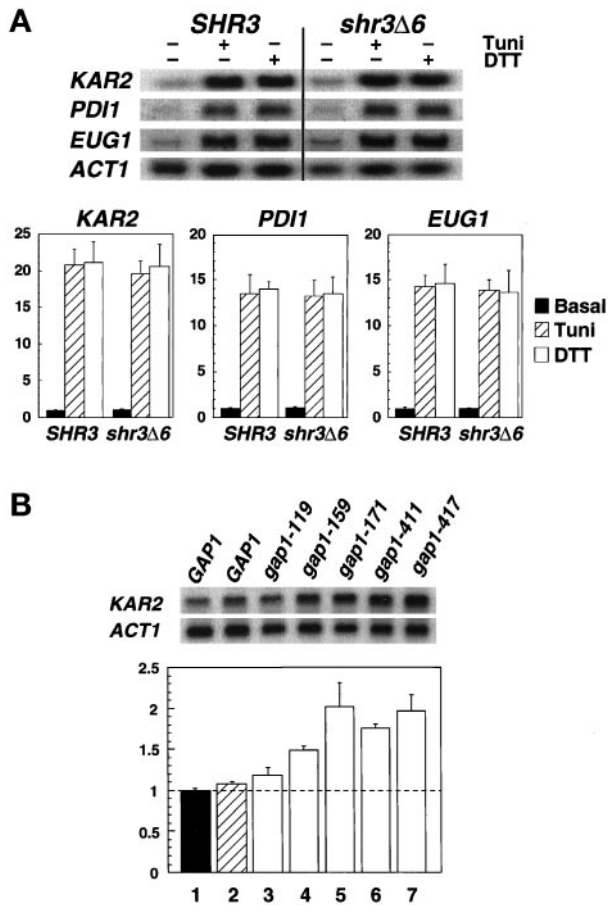 A
SHR3 shr3Δ6
– + – – + – Tuni
– – + – – + DTT
KAR2
PDI1
EUG1
ACT1
KAR2 PDI1 EUG1
25 20 15 10 5 0
20 15 10 5 0
20 15 10 5 0
Basal
Tuni
DTT
SHR3 shr3Δ6 SHR3 shr3Δ6 SHR3 shr3Δ6
B
GAP1 GAP1 gap1-119 gap1-159 gap1-171 gap1-411 gap1-417
KAR2
ACT1
2.5
2
1.5
1
0.5
0
1 2 3 4 5 6 7